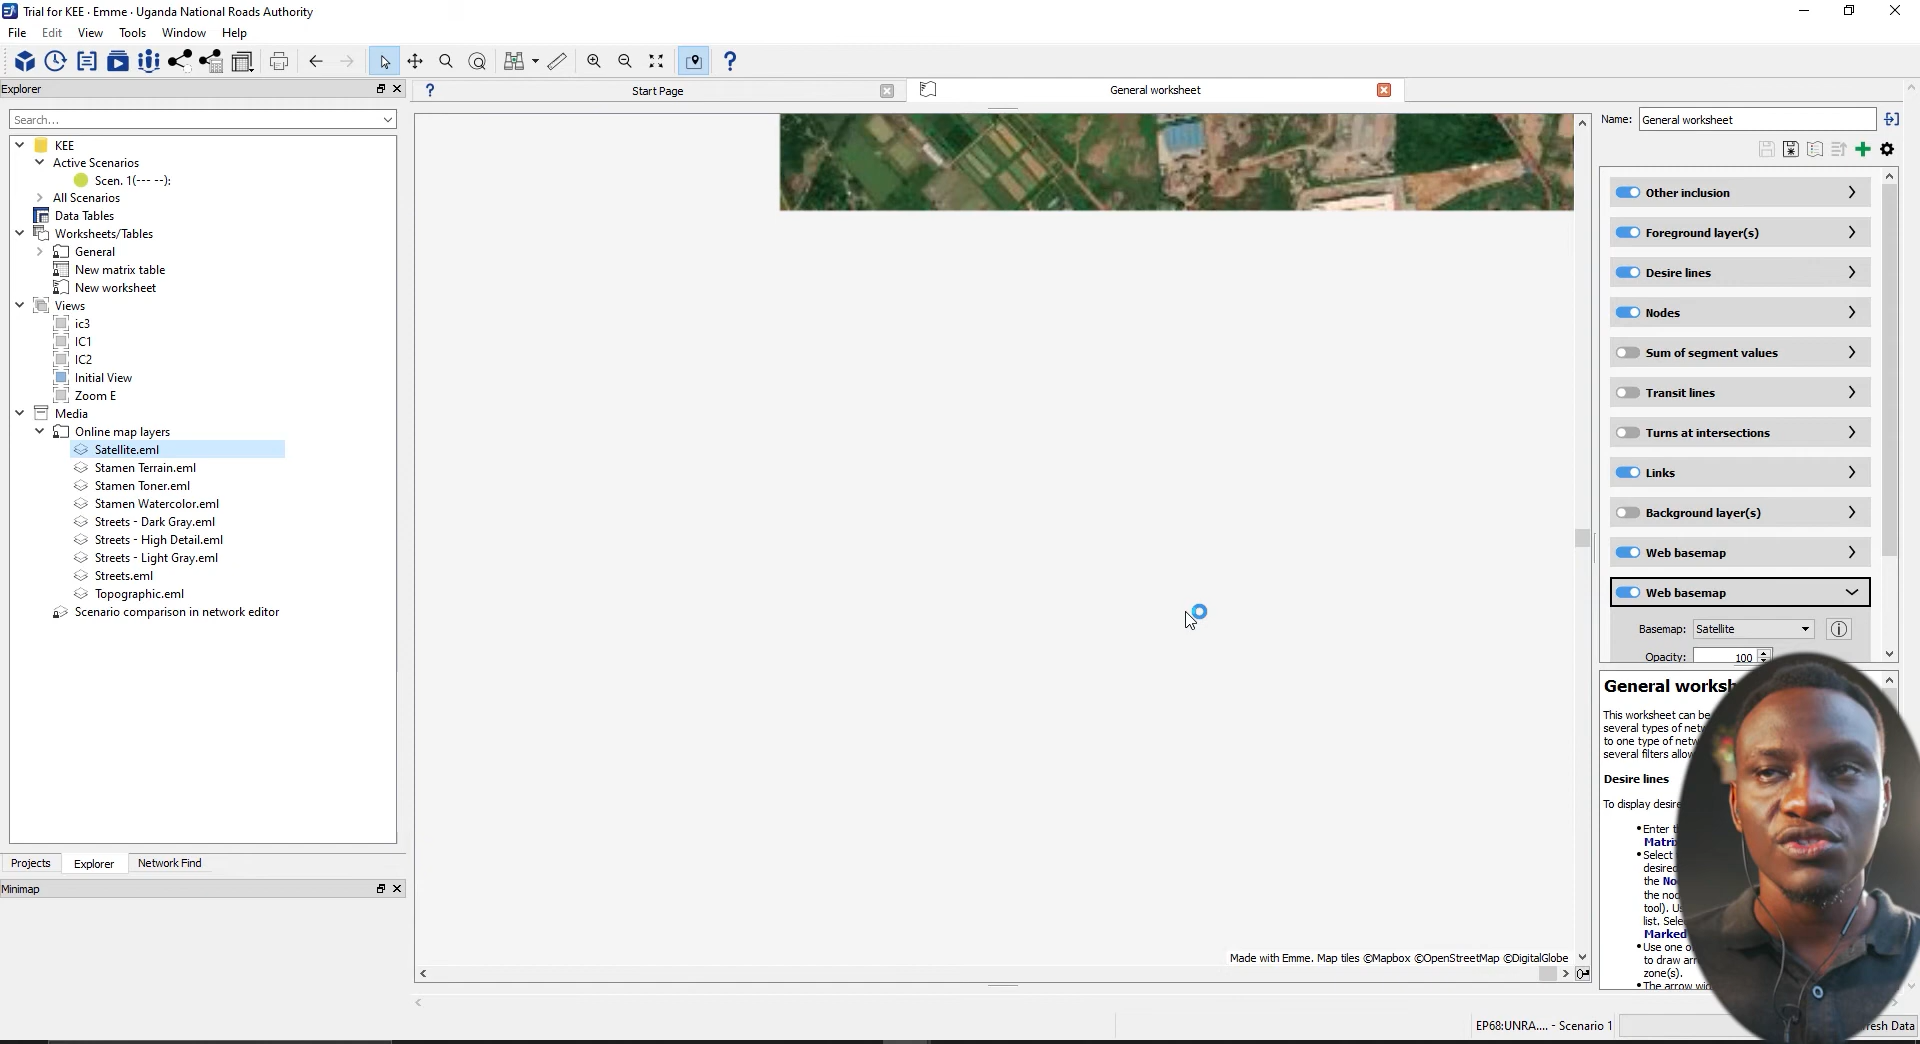 Trial for KEE · Emme · Uganda National Roads Authority
File Edit View Tools Window Help
Explorer
Start Page
General worksheet
Search...
KEE
Active Scenarios
Scen. 1(--- --):
All Scenarios
Data Tables
Worksheets/Tables
General
New matrix table
New worksheet
Views
ic3
IC1
IC2
Initial View
Zoom E
Media
Online map layers
Satellite.eml
Stamen Terrain.eml
Stamen Toner.eml
Stamen Watercolor.eml
Streets - Dark Gray.eml
Streets - High Detail.eml
Streets - Light Gray.eml
Streets.eml
Topographic.eml
Scenario comparison in network editor
Projects Explorer Network Find
Minimap
Made with Emme. Map tiles ©Mapbox ©OpenStreetMap ©DigitalGlobe
Name: General worksheet
Other inclusion
Foreground layer(s)
Desire lines
Nodes
Sum of segment values
Transit lines
Turns at intersections
Links
Background layer(s)
Web basemap
Web basemap
Basemap: Satellite
Opacity: 100
General worksh
This worksheet can be
several types of netw
to one type of netw
several filters allow
Desire lines
To display desire
Enter t
Matri
Select
desired
the No
the nod
tool). U
list. Sele
Marked
Use one o
to draw arr
zone(s).
The arrow wid
EP68:UNRA.... - Scenario 1
resh Data